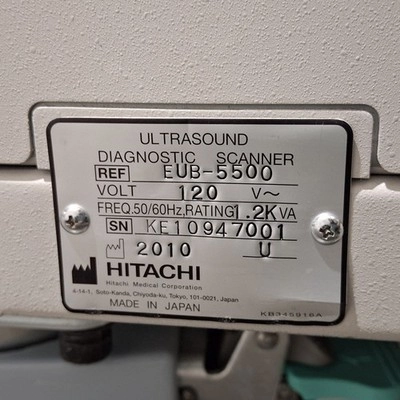 ULTRASOUND
DIAGNOSTIC SCANNER
REF EUB-5500
VOLT 120 V~
FREQ.50/60Hz,RATING 1.2K VA
SN KE10947001
2010 U
HITACHI
Hitachi Medical Corporation
4-14-1, Soto-Kanda, Chiyoda-ku, Tokyo, 101-0021, Japan
MADE IN JAPAN
KB345918A